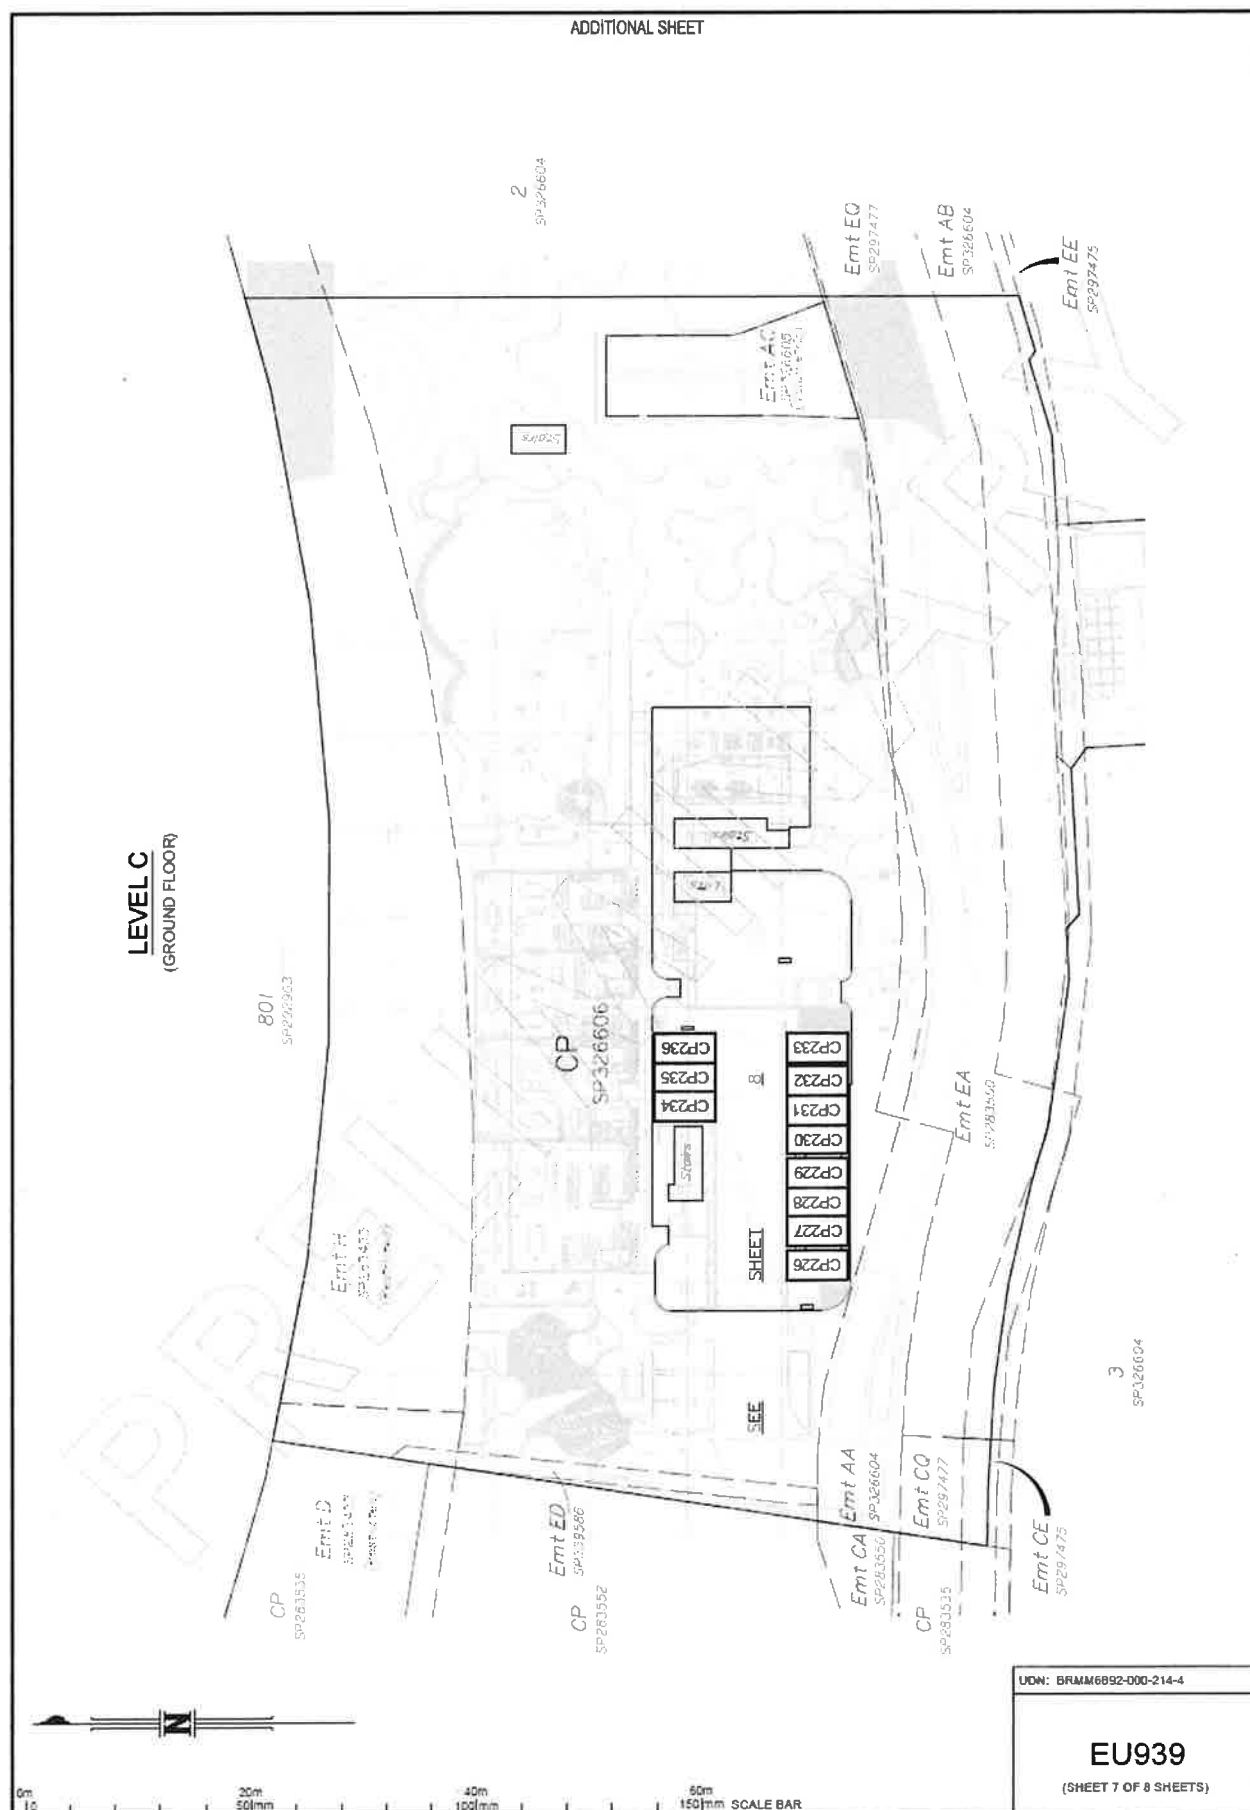 ADDITIONAL SHEET
2
SP326604
Emt EQ
SP297477
Emt AB
SP326604
Emt EE
SP297475
Emt AC
Stairs
LEVEL C
(GROUND FLOOR)
801
Stairs
Lifts
CP
SP326606
CP236
CP235
CP234
CP233
CP232
CP231
CP230
CP229
CP228
CP227
CP226
Stairs
SEE SHEET 8
Emt EA
SP283550
Emt H
Emt D
CP
SP283535
Emt ED
SP339586
CP
SP283552
Emt AA
SP326604
Emt CA
SP283550
Emt CQ
SP297477
CP
SP283535
Emt CE
SP297475
3
SP326604
N
UDN: BRMM6892-000-214-4
EU939
(SHEET 7 OF 8 SHEETS)
0m 20m 40m 60m
50mm 100mm 150mm SCALE BAR